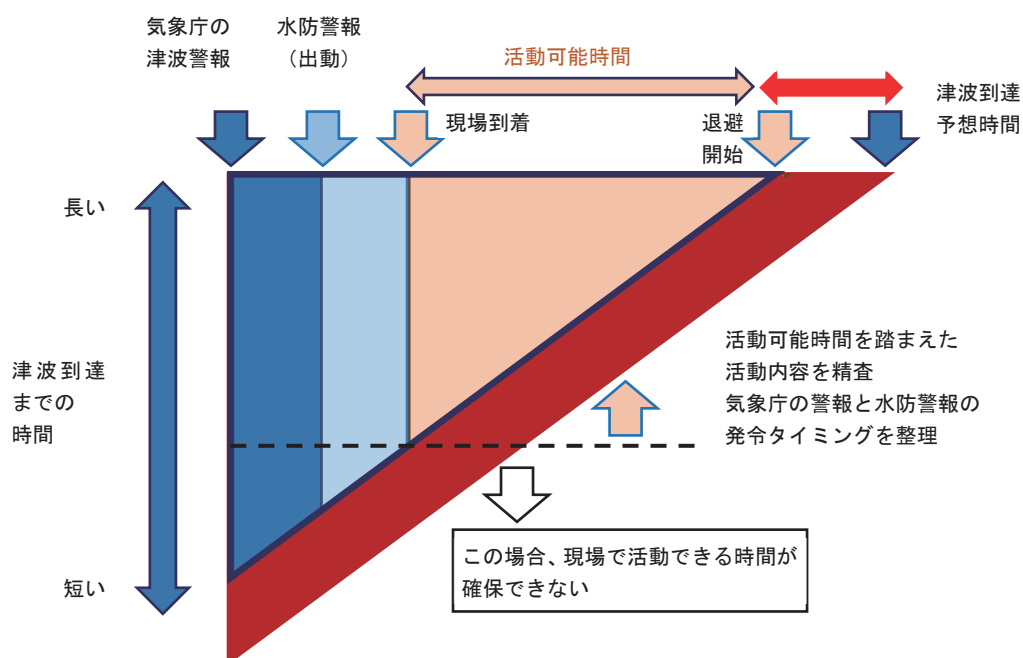 気象庁の
津波警報
水防警報
（出動）
活動可能時間
現場到着
退避
開始
津波到達
予想時間
長い
津波到達
までの
時間
短い
活動可能時間を踏まえた
活動内容を精査
気象庁の警報と水防警報の
発令タイミングを整理
この場合、現場で活動できる時間が
確保できない